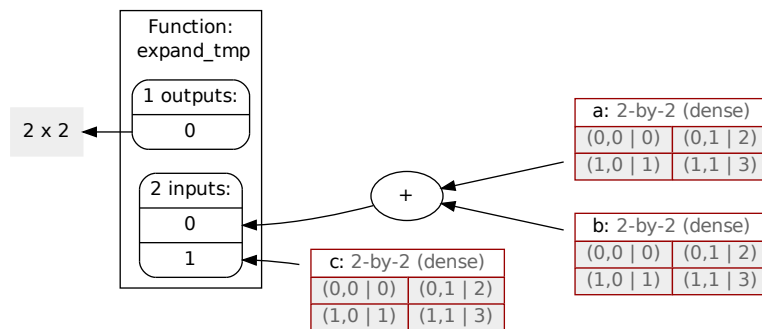 Function:
expand_tmp
1 outputs:
0
2 x 2
2 inputs:
0
1
+
a: 2-by-2 (dense)
(0,0 | 0) (0,1 | 2)
(1,0 | 1) (1,1 | 3)
b: 2-by-2 (dense)
(0,0 | 0) (0,1 | 2)
(1,0 | 1) (1,1 | 3)
c: 2-by-2 (dense)
(0,0 | 0) (0,1 | 2)
(1,0 | 1) (1,1 | 3)